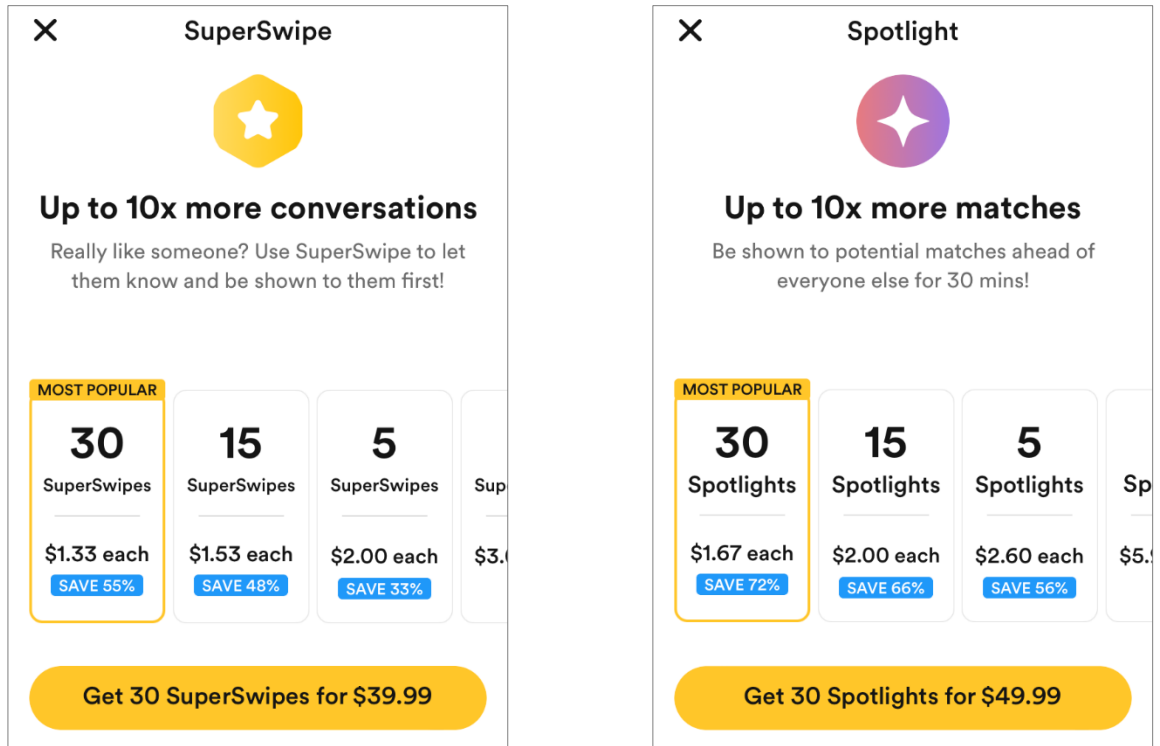 SuperSwipe
Up to 10x more conversations
Really like someone? Use SuperSwipe to let
them know and be shown to them first!
MOST POPULAR
30
SuperSwipes
$1.33 each
SAVE 55%
15
SuperSwipes
$1.53 each
SAVE 48%
5
SuperSwipes
$2.00 each
SAVE 33%
Sup
$3.
Get 30 SuperSwipes for $39.99
Spotlight
Up to 10x more matches
Be shown to potential matches ahead of
everyone else for 30 mins!
MOST POPULAR
30
Spotlights
$1.67 each
SAVE 72%
15
Spotlights
$2.00 each
SAVE 66%
5
Spotlights
$2.60 each
SAVE 56%
Sp
$5.
Get 30 Spotlights for $49.99